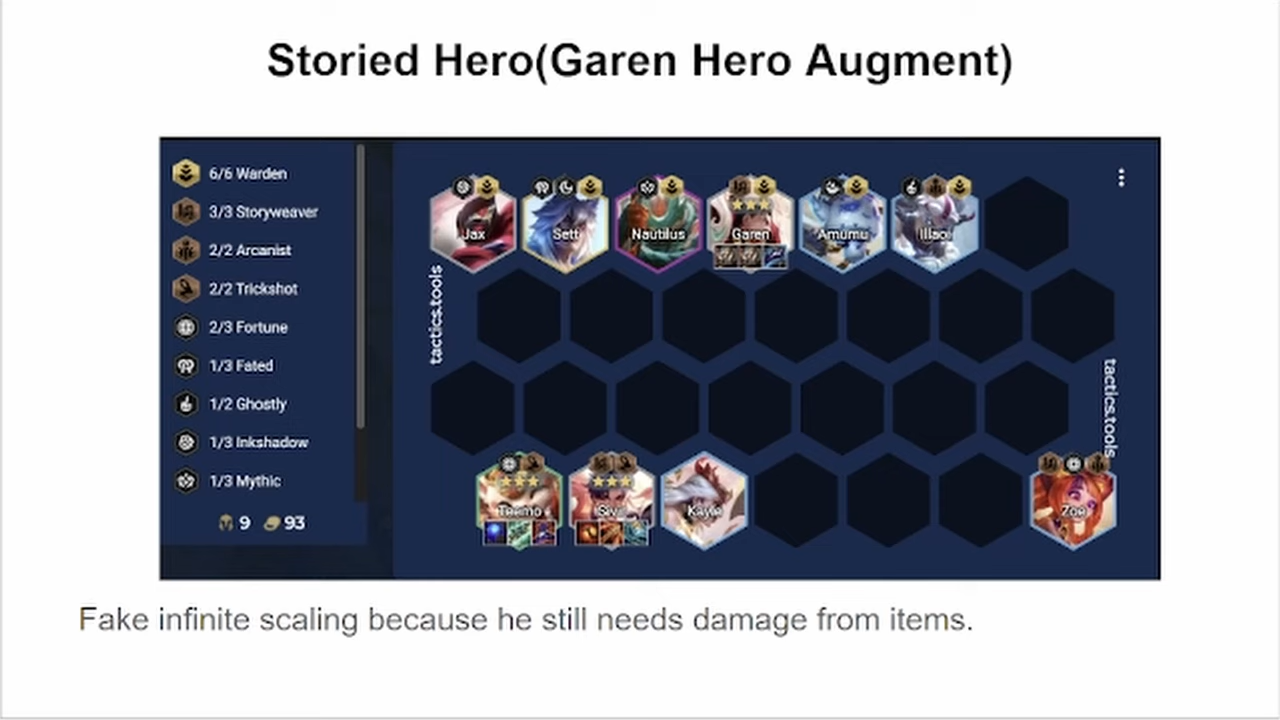 Storied Hero(Garen Hero Augment)
6/6 Warden
3/3 Storyweaver
2/2 Arcanist
2/2 Trickshot
2/3 Fortune
1/3 Fated
1/2 Ghostly
1/3 Inkshadow
1/3 Mythic
9 93
Jax Sett Nautilus Garen Amumu Illaoi
tactics.tools
tactics.tools
Teemo Sivir Kayle Zoe
Fake infinite scaling because he still needs damage from items.